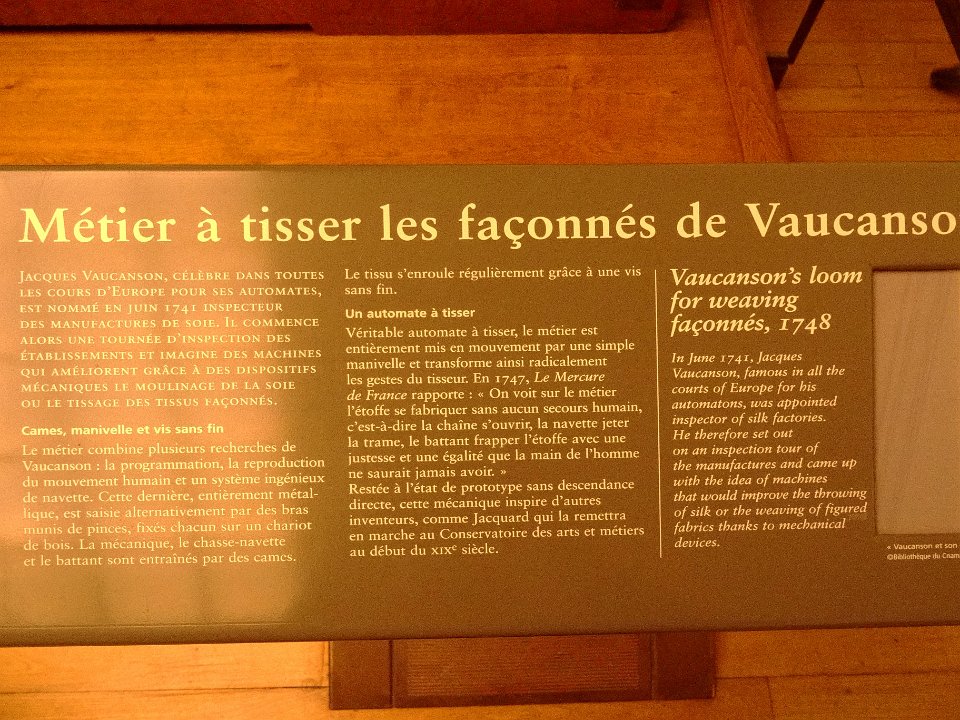 Métier à tisser les façonnés de Vaucanso
JACQUES VAUCANSON, CÉLÈBRE DANS TOUTES
LES COURS D'EUROPE POUR SES AUTOMATES,
EST NOMMÉ EN JUIN 1741 INSPECTEUR
DES MANUFACTURES DE SOIE. IL COMMENCE
ALORS UNE TOURNÉE D'INSPECTION DES
ÉTABLISSEMENTS ET IMAGINE DES MACHINES
QUI AMÉLIORENT GRÂCE À DES DISPOSITIFS
MÉCANIQUES LE MOULINAGE DE LA SOIE
OU LE TISSAGE DES TISSUS FAÇONNÉS.
Cames, manivelle et vis sans fin
Le métier combine plusieurs recherches de
Vaucanson : la programmation, la reproduction
du mouvement humain et un système ingénieux
de navette. Cette dernière, entièrement métal-
lique, est saisie alternativement par des bras
munis de pinces, fixés chacun sur un chariot
de bois. La mécanique, le chasse-navette
et le battant sont entraînés par des cames.
Le tissu s'enroule régulièrement grâce à une vis
sans fin.
Un automate à tisser
Véritable automate à tisser, le métier est
entièrement mis en mouvement par une simple
manivelle et transforme ainsi radicalement
les gestes du tisseur. En 1747, Le Mercure
de France rapporte : « On voit sur le métier
l'étoffe se fabriquer sans aucun secours humain,
c'est-à-dire la chaîne s'ouvrir, la navette jeter
la trame, le battant frapper l'étoffe avec une
justesse et une égalité que la main de l'homme
ne saurait jamais avoir. »
Restée à l'état de prototype sans descendance
directe, cette mécanique inspire d'autres
inventeurs, comme Jacquard qui la remettra
en marche au Conservatoire des arts et métiers
au début du XIXe siècle.
Vaucanson's loom
for weaving
façonnés, 1748
In June 1741, Jacques
Vaucanson, famous in all the
courts of Europe for his
automatons, was appointed
inspector of silk factories.
He therefore set out
on an inspection tour of
the manufactures and came up
with the idea of machines
that would improve the throwing
of silk or the weaving of figured
fabrics thanks to mechanical
devices.
« Vaucanson et son
©Bibliothèque du Cnam